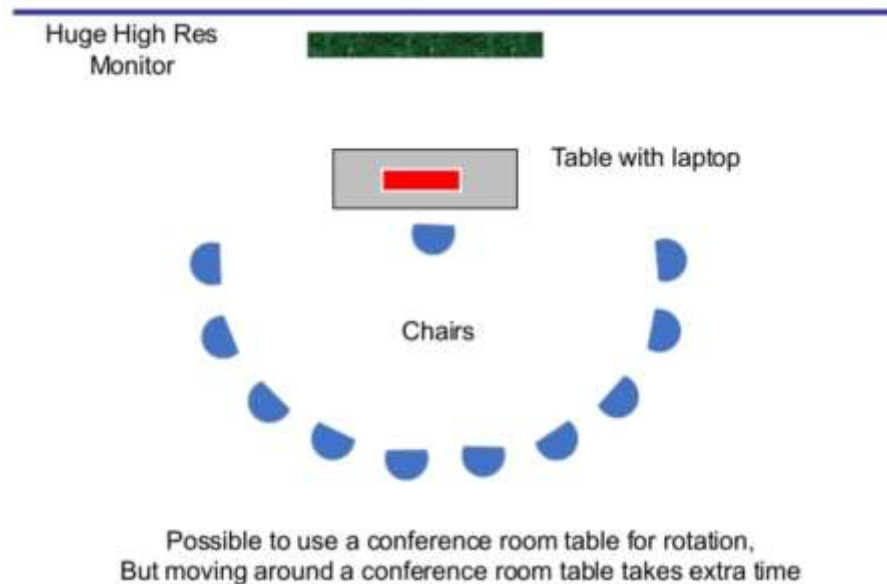 Huge High Res
Monitor
Table with laptop
Chairs
Possible to use a conference room table for rotation,
But moving around a conference room table takes extra time